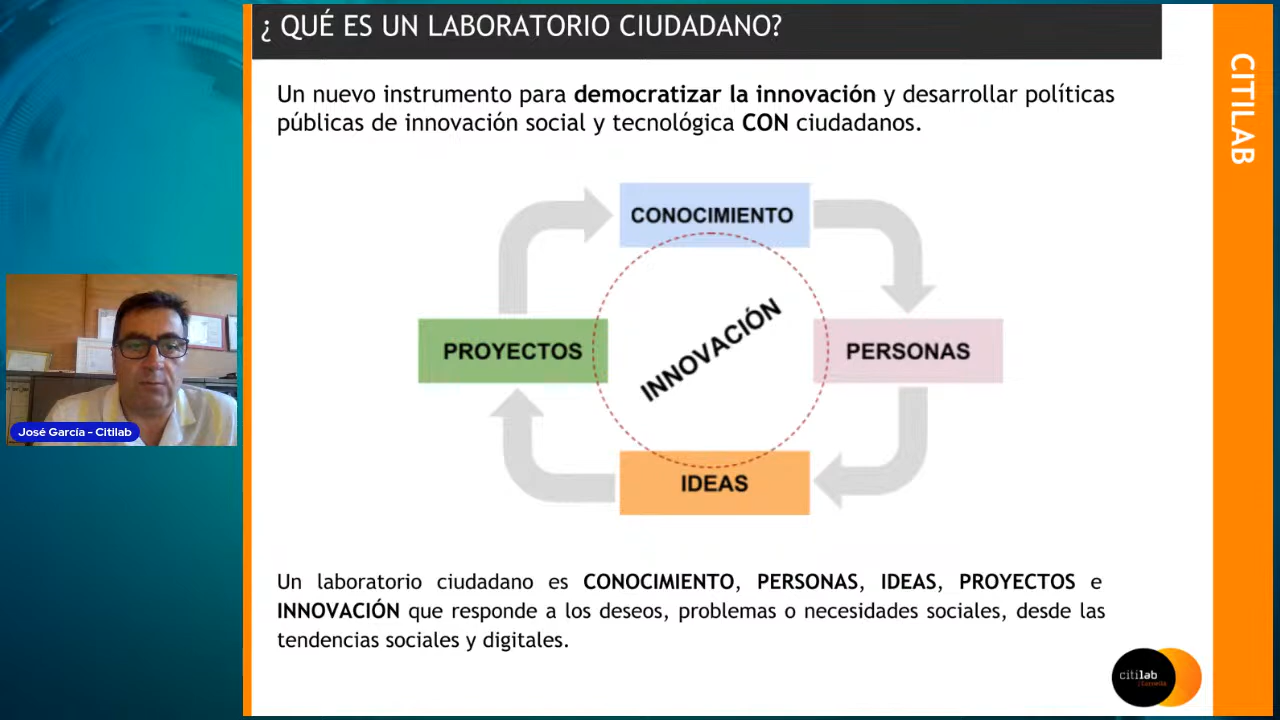 ¿ QUÉ ES UN LABORATORIO CIUDADANO?
CITILAB
Un nuevo instrumento para democratizar la innovación y desarrollar políticas
públicas de innovación social y tecnológica CON ciudadanos.
CONOCIMIENTO
INNOVACIÓN
PROYECTOS
PERSONAS
IDEAS
José García - Citilab
Un laboratorio ciudadano es CONOCIMIENTO, PERSONAS, IDEAS, PROYECTOS e
INNOVACIÓN que responde a los deseos, problemas o necesidades sociales, desde las
tendencias sociales y digitales.
citilab